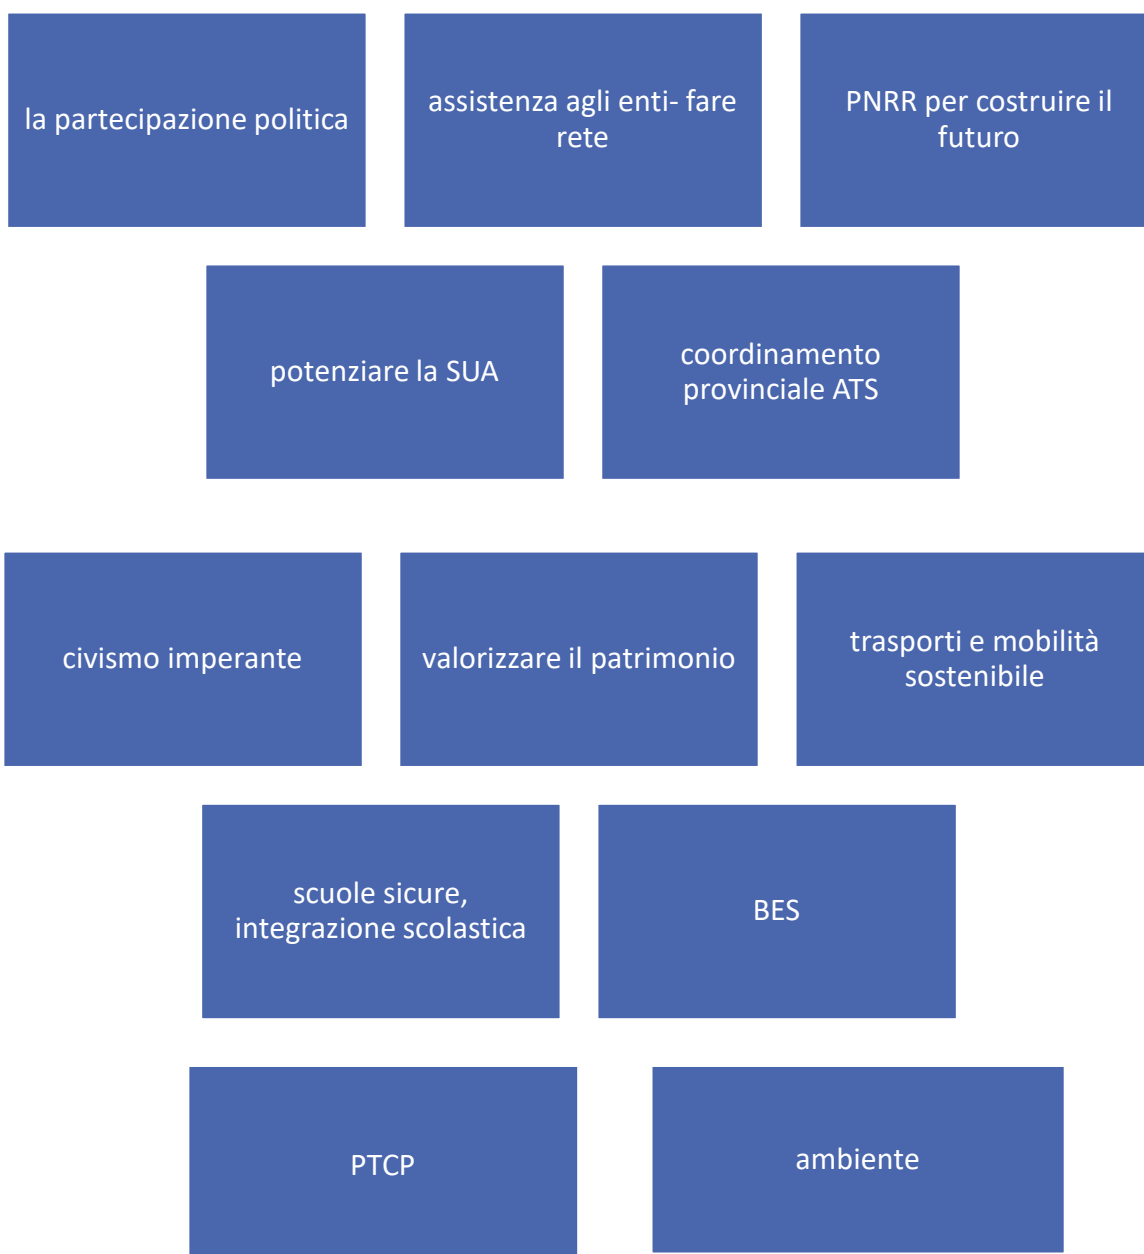 la partecipazione politica
assistenza agli enti- fare
rete
PNRR per costruire il
futuro
potenziare la SUA
coordinamento
provinciale ATS
civismo imperante
valorizzare il patrimonio
trasporti e mobilità
sostenibile
scuole sicure,
integrazione scolastica
BES
PTCP
ambiente